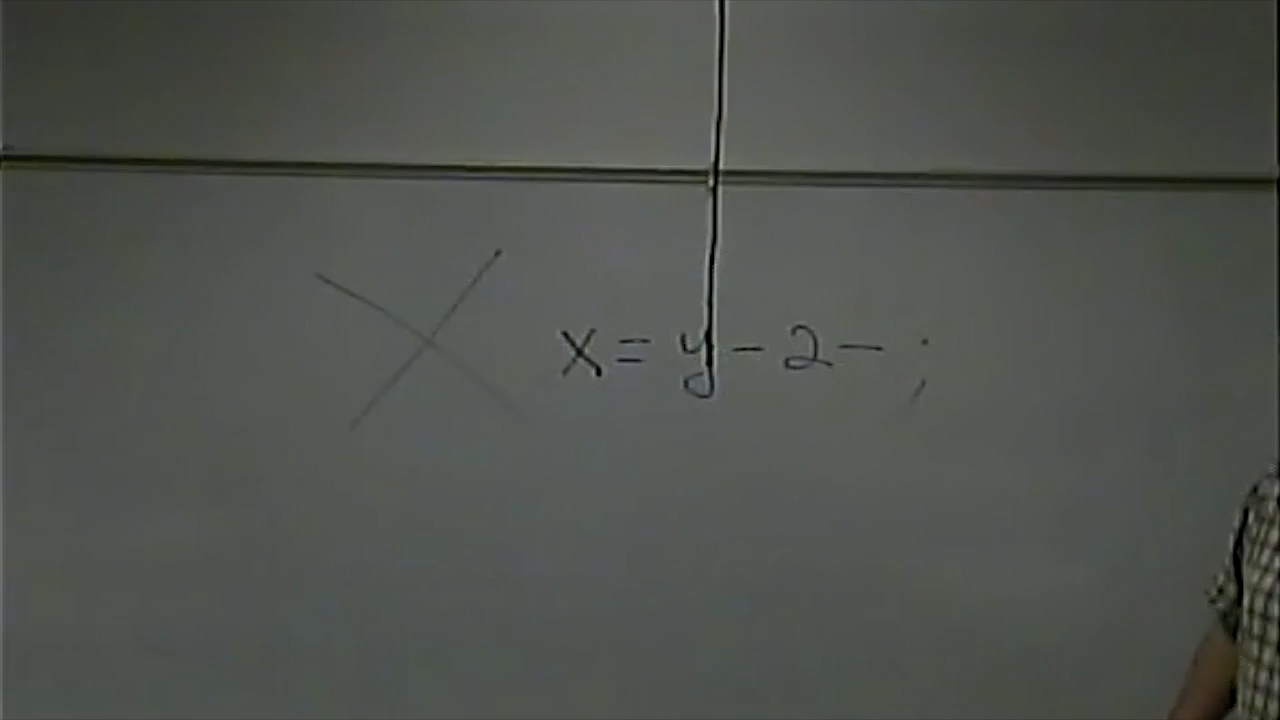 X x = y - 2 - ;